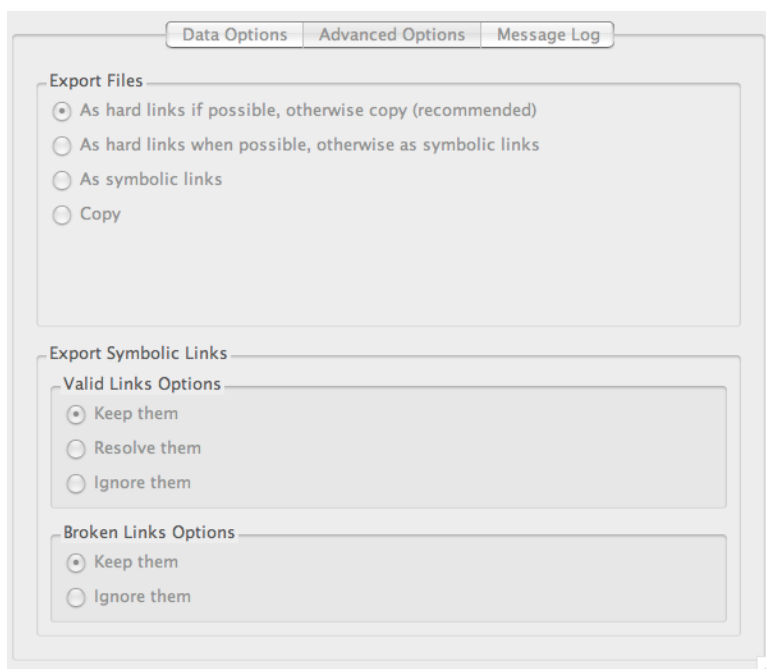 Data Options Advanced Options Message Log
Export Files
As hard links if possible, otherwise copy (recommended)
As hard links when possible, otherwise as symbolic links
As symbolic links
Copy
Export Symbolic Links
Valid Links Options
Keep them
Resolve them
Ignore them
Broken Links Options
Keep them
Ignore them